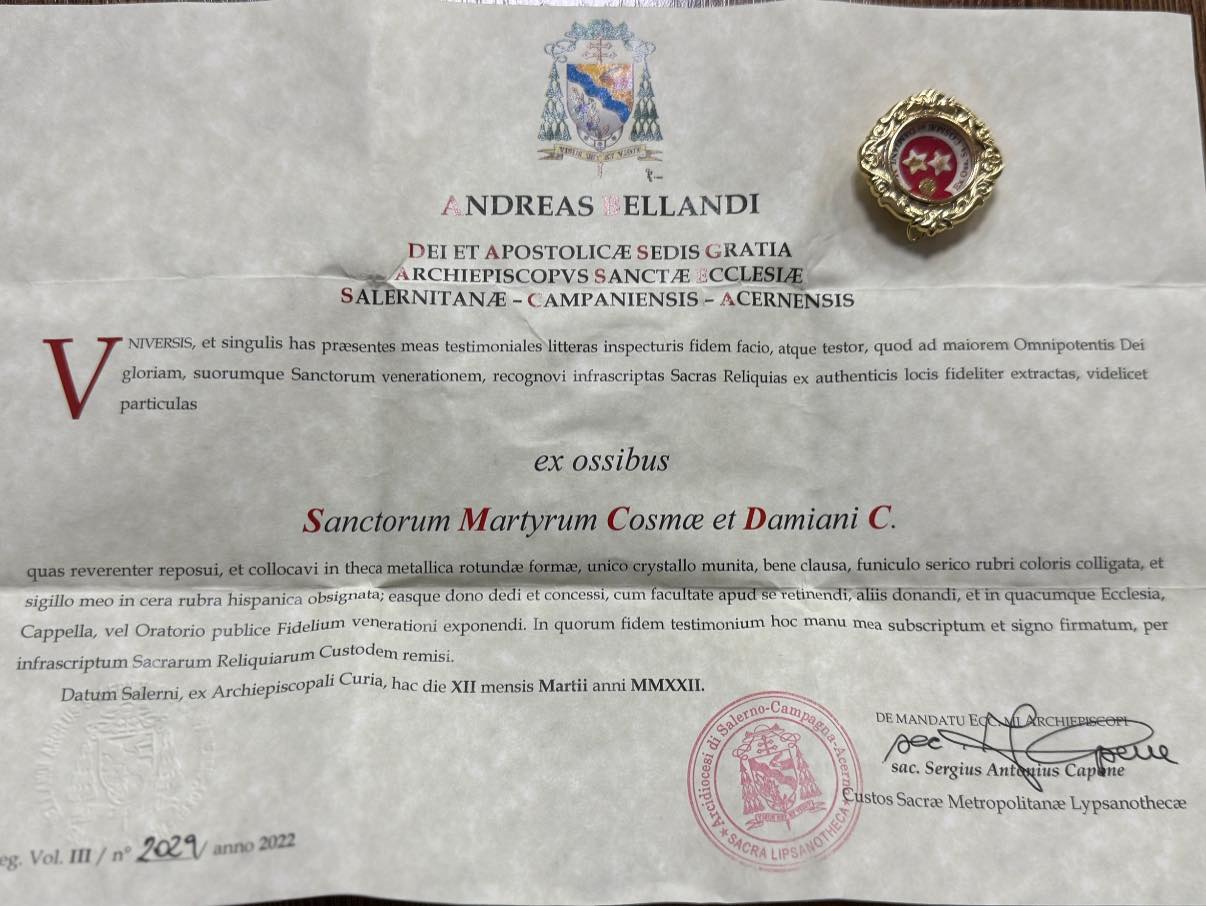 ANDREAS BELLANDI
DEI ET APOSTOLICÆ SEDIS GRATIA
ARCHIEPISCOPVS SANCTÆ ECCLESIÆ
SALERNITANÆ – CAMPANIENSIS – ACERNENSIS
VNIVERSIS, et singulis has præsentes meas testimoniales litteras inspecturis fidem facio, atque testor, quod ad maiorem Omnipotentis Dei
gloriam, suorumque Sanctorum venerationem, recognovi infrascriptas Sacras Reliquias ex authenticis locis fideliter extractas, videlicet
particulas
ex ossibus
Sanctorum Martyrum Cosmæ et Damiani C.
quas reverenter reposui, et collocavi in theca metallica rotundæ formæ, unico crystallo munita, bene clausa, funiculo serico rubri coloris colligata, et
sigillo meo in cera rubra hispanica obsignata; easque dono dedi et concessi, cum facultate apud se retinendi, aliis donandi, et in quacumque Ecclesia,
Cappella, vel Oratorio publice Fidelium venerationi exponendi. In quorum fidem testimonium hoc manu mea subscriptum et signo firmatum, per
infrascriptum Sacrarum Reliquiarum Custodem remisi.
Datum Salerni, ex Archiepiscopali Curia, hac die XII mensis Martii anni MMXXII.
Arcidiocesi di Salerno-Campagna-Acerno
SACRA LIPSANOTHECA
DE MANDATU ARCHIEPISCOPI
sac. Sergius Antonius Capone
Custos Sacræ Metropolitanæ Lypsanothecæ
eg. Vol. III / n° 2029/ anno 2022